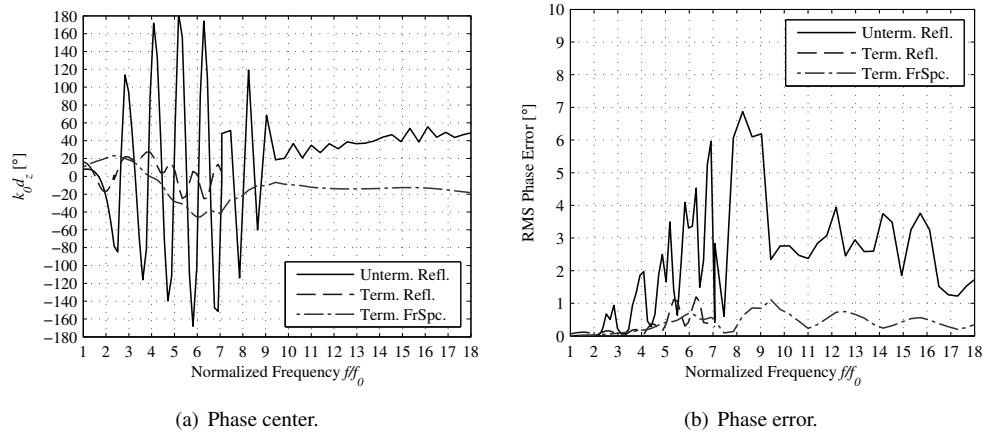 180
160
140
120
100
80
60
40
20
0
−20
−40
−60
−80
−100
−120
−140
−160
−180
k₀d_z [°]
Unterm. Refl.
Term. Refl.
Term. FrSpc.
1 2 3 4 5 6 7 8 9 10 11 12 13 14 15 16 17 18
Normalized Frequency f/f₀
(a) Phase center.
10
9
8
7
6
5
4
3
2
1
0
RMS Phase Error [°]
Unterm. Refl.
Term. Refl.
Term. FrSpc.
1 2 3 4 5 6 7 8 9 10 11 12 13 14 15 16 17 18
Normalized Frequency f/f₀
(b) Phase error.